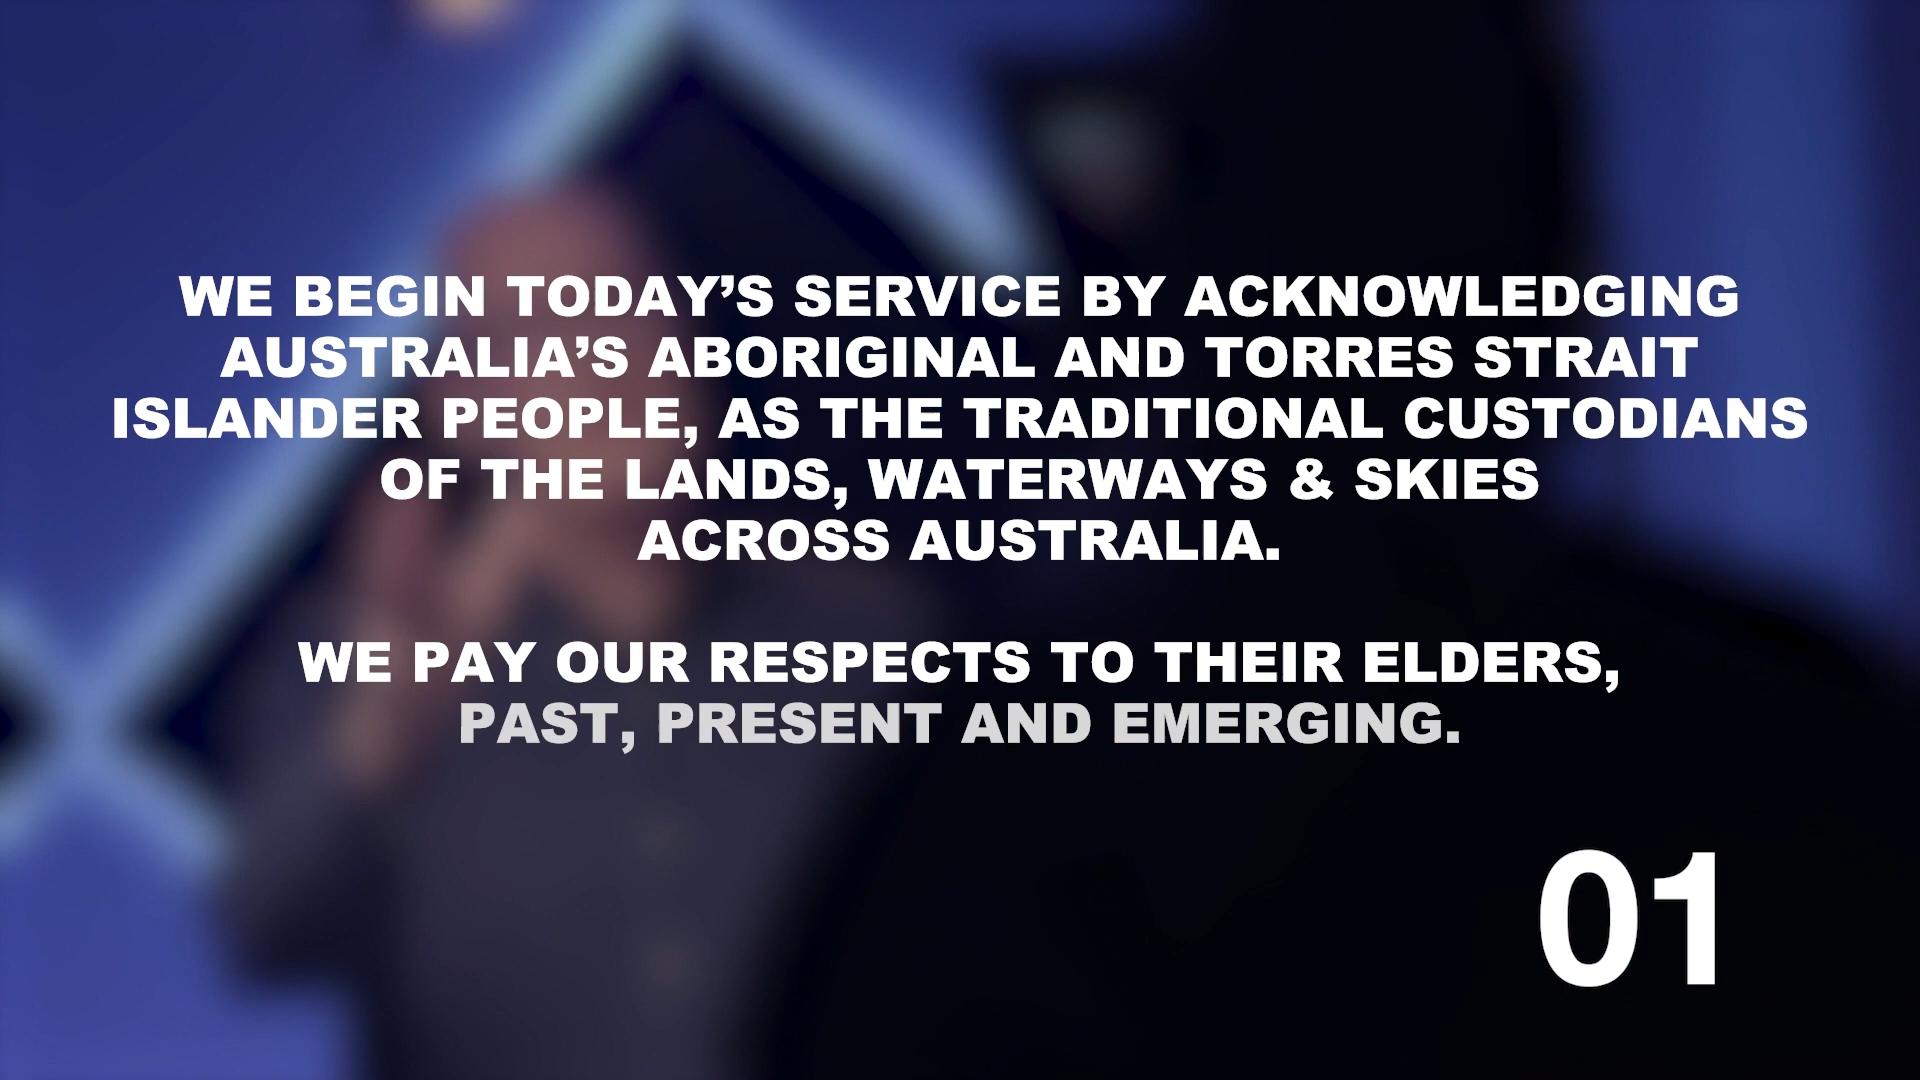 WE BEGIN TODAY’S SERVICE BY ACKNOWLEDGING
AUSTRALIA’S ABORIGINAL AND TORRES STRAIT
ISLANDER PEOPLE, AS THE TRADITIONAL CUSTODIANS
OF THE LANDS, WATERWAYS & SKIES
ACROSS AUSTRALIA.
WE PAY OUR RESPECTS TO THEIR ELDERS,
PAST, PRESENT AND EMERGING.
01